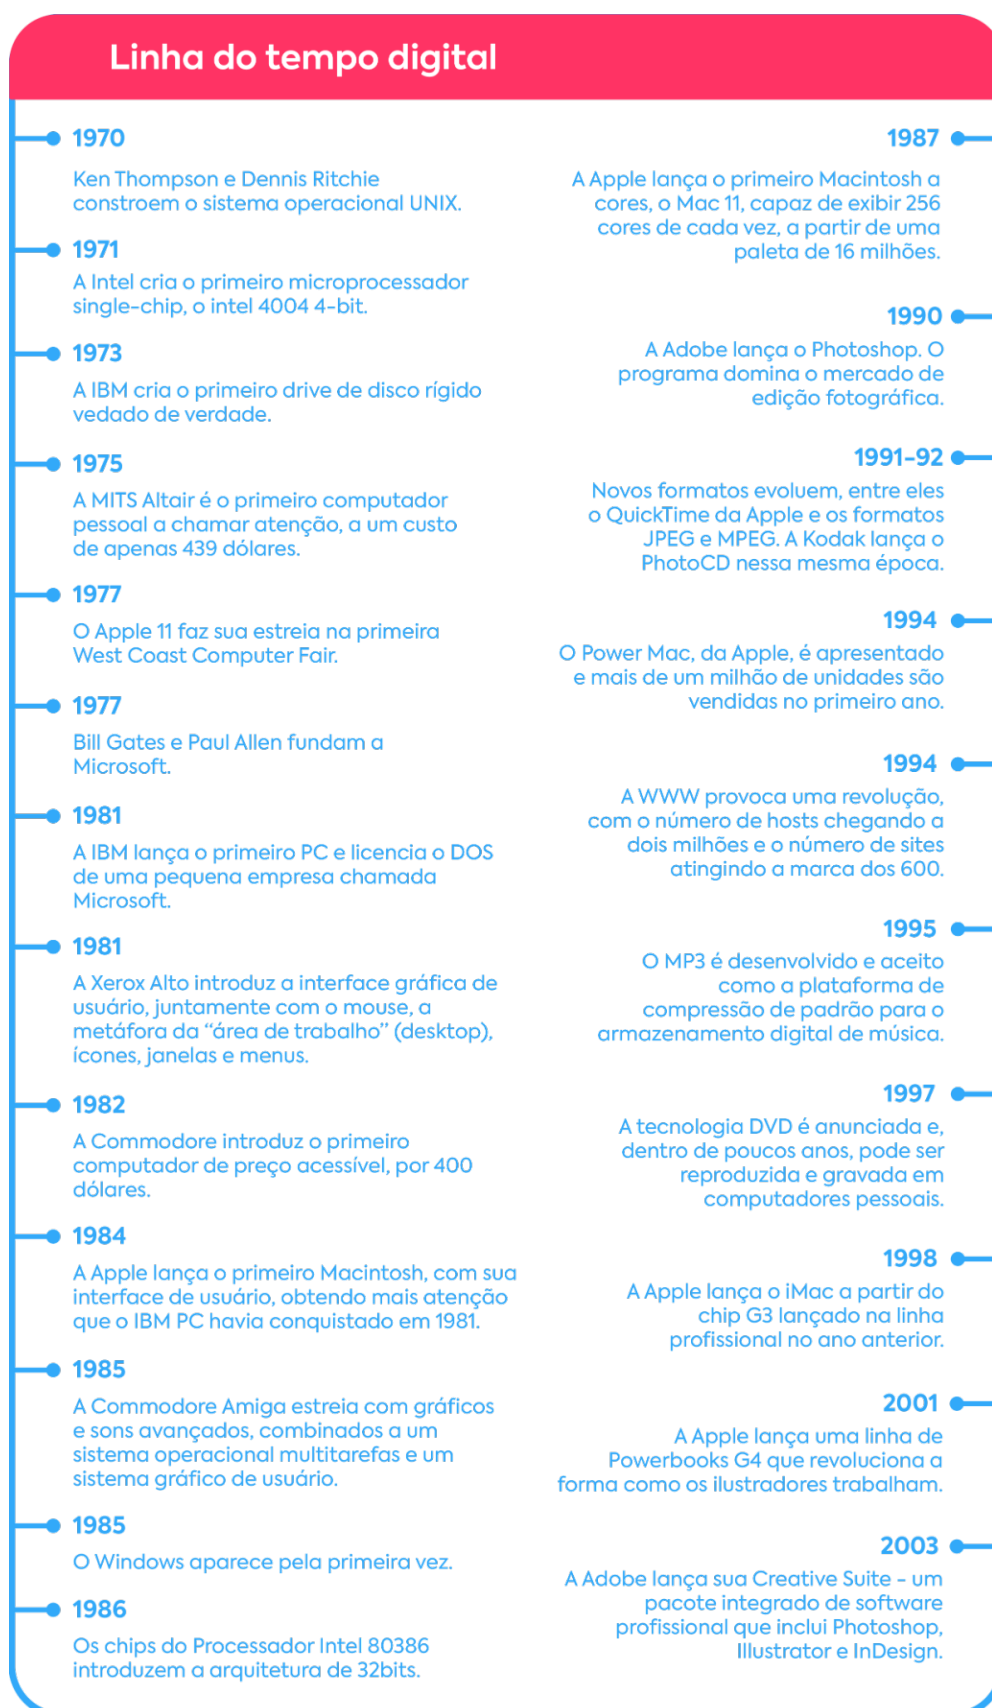 Linha do tempo digital
1970
Ken Thompson e Dennis Ritchie
constroem o sistema operacional UNIX.
1971
A Intel cria o primeiro microprocessador
single-chip, o intel 4004 4-bit.
1973
A IBM cria o primeiro drive de disco rígido
vedado de verdade.
1975
A MITS Altair é o primeiro computador
pessoal a chamar atenção, a um custo
de apenas 439 dólares.
1977
O Apple 11 faz sua estreia na primeira
West Coast Computer Fair.
1977
Bill Gates e Paul Allen fundam a
Microsoft.
1981
A IBM lança o primeiro PC e licencia o DOS
de uma pequena empresa chamada
Microsoft.
1981
A Xerox Alto introduz a interface gráfica de
usuário, juntamente com o mouse, a
metáfora da “área de trabalho” (desktop),
ícones, janelas e menus.
1982
A Commodore introduz o primeiro
computador de preço acessível, por 400
dólares.
1984
A Apple lança o primeiro Macintosh, com sua
interface de usuário, obtendo mais atenção
que o IBM PC havia conquistado em 1981.
1985
A Commodore Amiga estreia com gráficos
e sons avançados, combinados a um
sistema operacional multitarefas e um
sistema gráfico de usuário.
1985
O Windows aparece pela primeira vez.
1986
Os chips do Processador Intel 80386
introduzem a arquitetura de 32bits.
1987
A Apple lança o primeiro Macintosh a
cores, o Mac 11, capaz de exibir 256
cores de cada vez, a partir de uma
paleta de 16 milhões.
1990
A Adobe lança o Photoshop. O
programa domina o mercado de
edição fotográfica.
1991-92
Novos formatos evoluem, entre eles
o QuickTime da Apple e os formatos
JPEG e MPEG. A Kodak lança o
PhotoCD nessa mesma época.
1994
O Power Mac, da Apple, é apresentado
e mais de um milhão de unidades são
vendidas no primeiro ano.
1994
A WWW provoca uma revolução,
com o número de hosts chegando a
dois milhões e o número de sites
atingindo a marca dos 600.
1995
O MP3 é desenvolvido e aceito
como a plataforma de
compressão de padrão para o
armazenamento digital de música.
1997
A tecnologia DVD é anunciada e,
dentro de poucos anos, pode ser
reproduzida e gravada em
computadores pessoais.
1998
A Apple lança o iMac a partir do
chip G3 lançado na linha
profissional no ano anterior.
2001
A Apple lança uma linha de
Powerbooks G4 que revoluciona a
forma como os ilustradores trabalham.
2003
A Adobe lança sua Creative Suite - um
pacote integrado de software
profissional que inclui Photoshop,
Illustrator e InDesign.